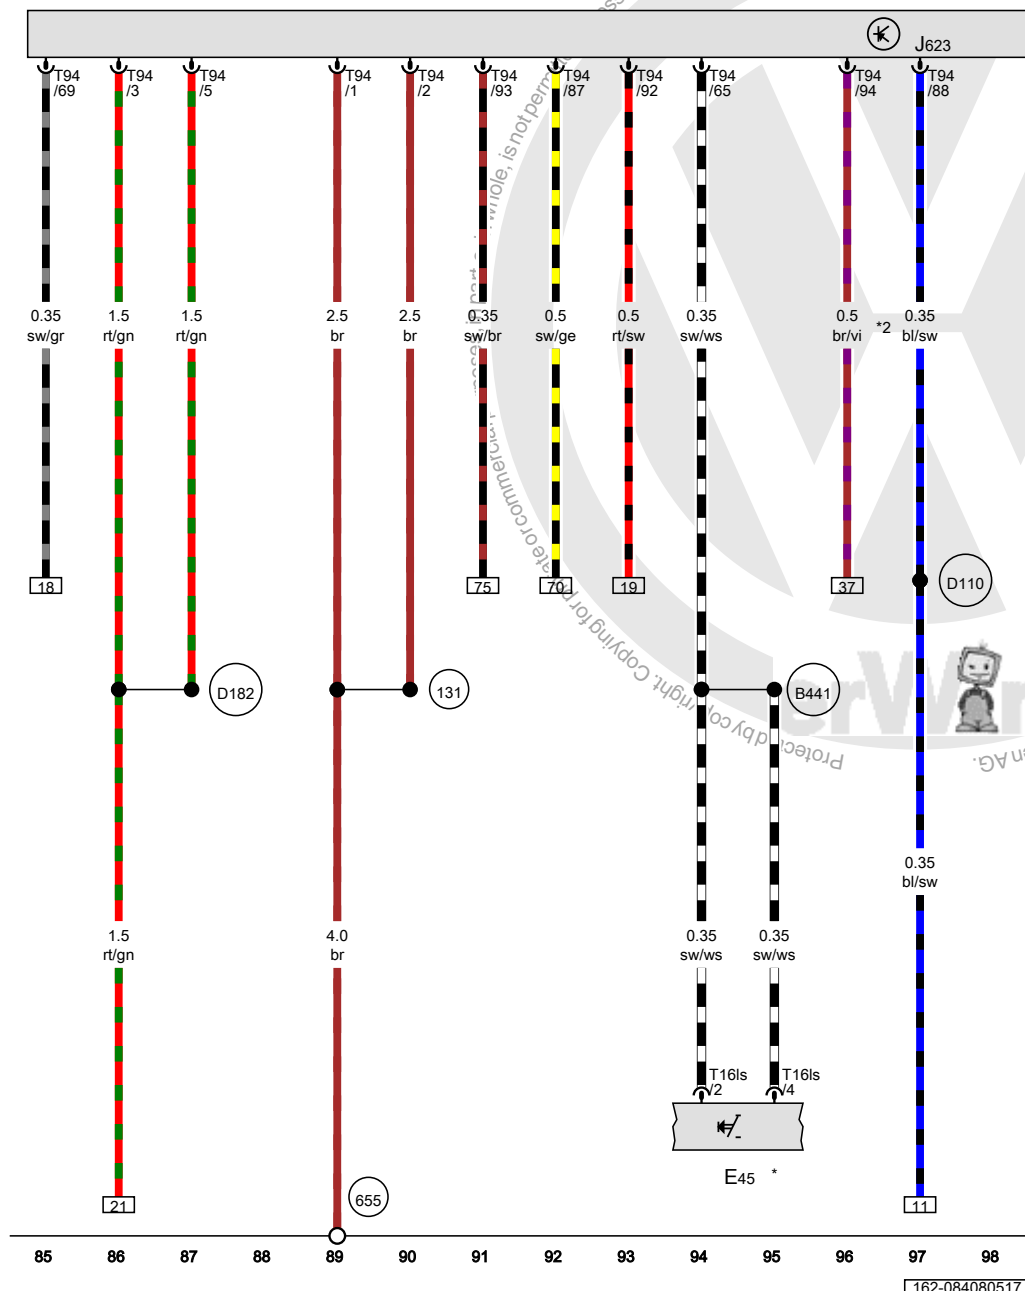 J623
T94 /69
T94 /3
T94 /5
T94 /1
T94 /2
T94 /93
T94 /87
T94 /92
T94 /65
T94 /94
T94 /88
0.35 sw/gr
1.5 rt/gn
1.5 rt/gn
2.5 br
2.5 br
0.35 sw/br
0.5 sw/ge
0.5 rt/sw
0.35 sw/ws
0.5 br/vi
*2
0.35 bl/sw
18
75
70
19
37
D110
D182
131
B441
1.5 rt/gn
4.0 br
0.35 sw/ws
0.35 sw/ws
0.35 bl/sw
T16ls /2
T16ls /4
E45 *
21
655
11
85 86 87 88 89 90 91 92 93 94 95 96 97 98
162-084080517